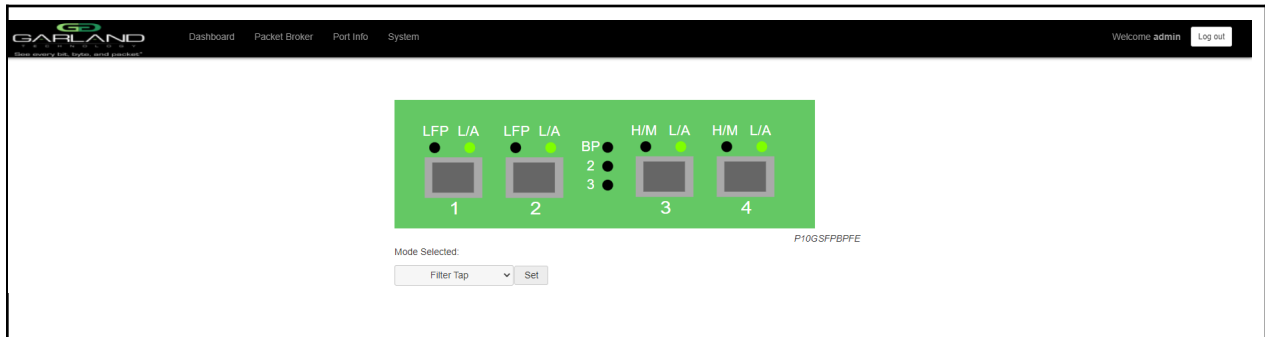 GARLAND
TECHNOLOGY
See every bit, byte, and packet®
Dashboard Packet Broker Port Info System
Welcome admin Log out
LFP L/A LFP L/A H/M L/A H/M L/A
BP
2
3
1 2 3 4
P10GSFPBPFE
Mode Selected:
Filter Tap Set